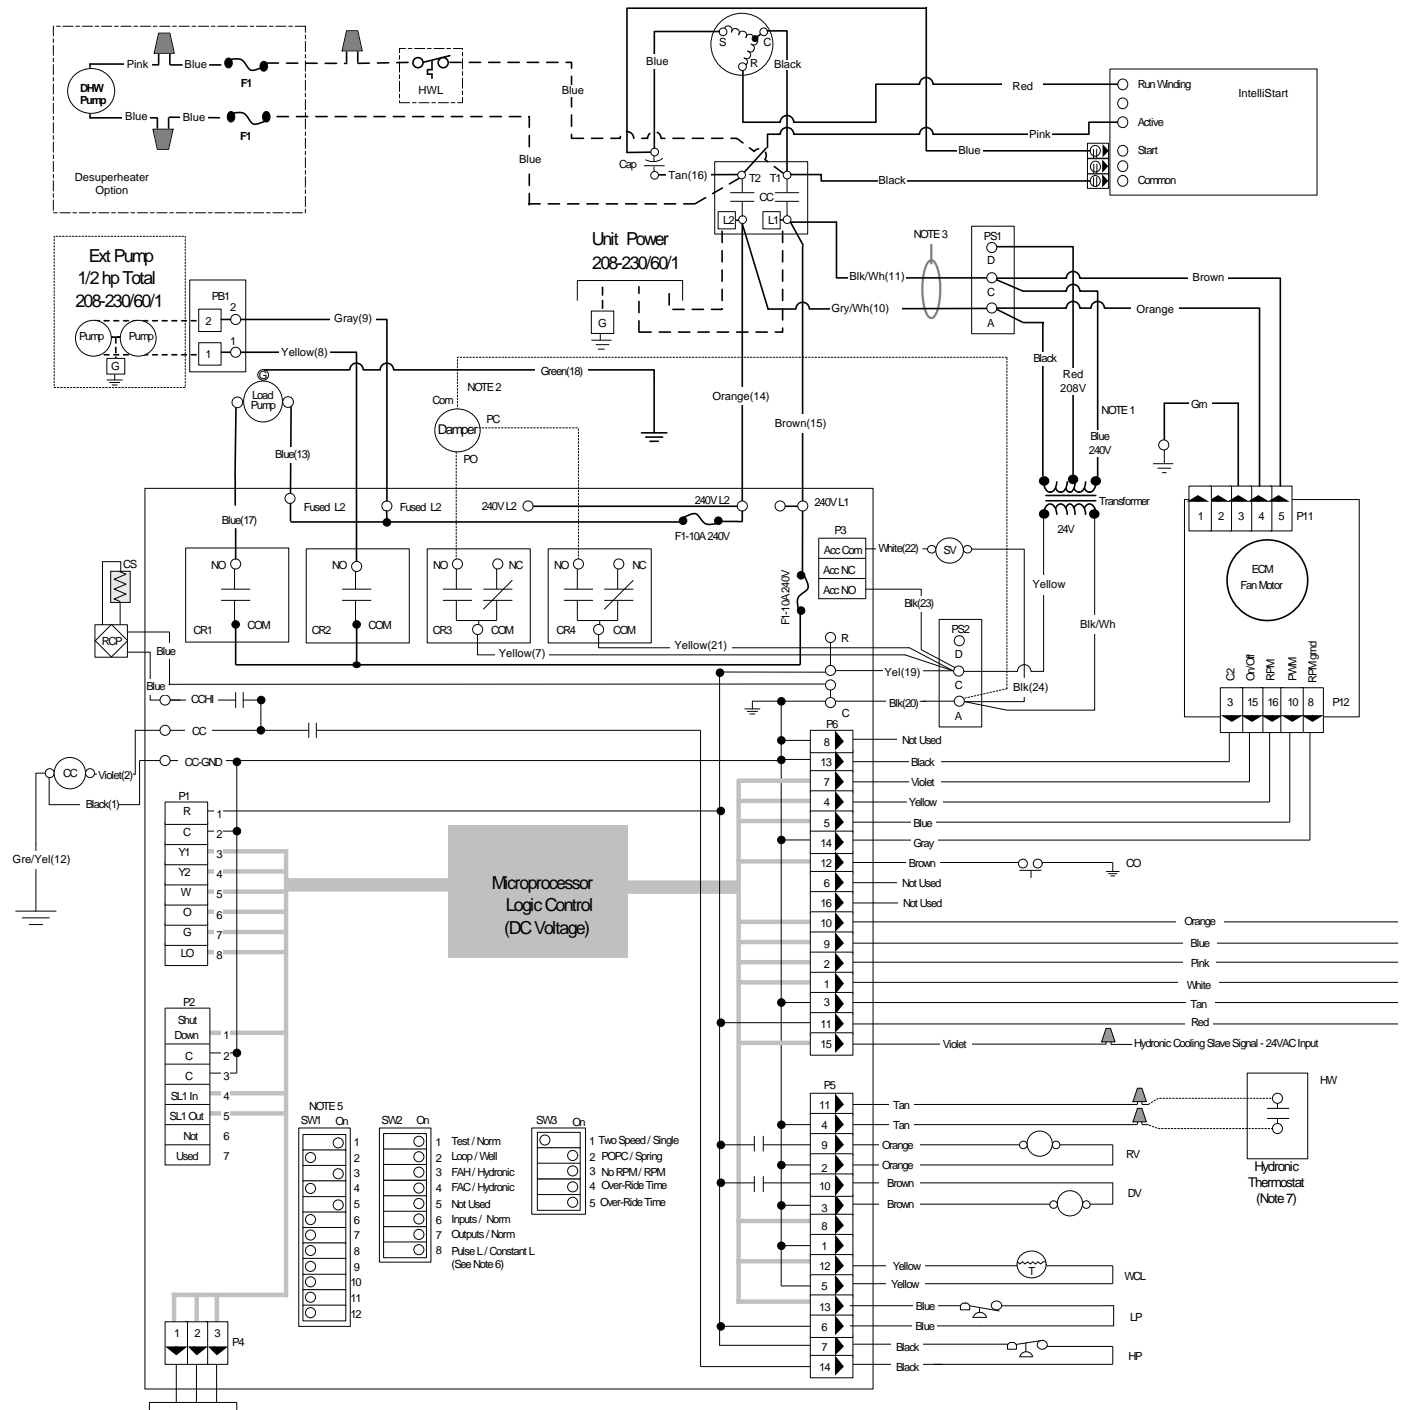 Pink
Blue
F1
DHW
Pump
Blue
Blue
F1
Desuperheater
Option
HWL
Blue
Blue
Blue
S
C
R
Black
Cap
Tan(16)
T2
T1
CC
L2
L1
Red
Pink
Blue
Black
Run Winding
IntelliStart
Active
Start
Common
Ext Pump
1/2 hp Total
208-230/60/1
Pump
Pump
G
PB1
2
2
1
1
Gray(9)
Yellow(8)
Unit Power
208-230/60/1
G
NOTE 3
PS1
D
C
A
Blk/Wh(11)
Gry/Wh(10)
Brown
Orange
Black
Red
208V
NOTE 1
Blue
240V
Transformer
24V
Grn
G
Load
Pump
Green(18)
NOTE 2
Com
Damper
PC
PO
Orange(14)
Brown(15)
Blue(13)
Blue(17)
Fused L2
Fused L2
240V L2
240V L2
240V L1
F1-10A 240V
F1-10A 240V
NO
CR1
COM
NO
CR2
COM
NO
NC
CR3
COM
NO
NC
CR4
COM
Yellow(21)
Yellow(7)
P3
Acc Com
Acc NC
Acc NO
White(22)
SV
Blk(23)
Yellow
Blk/Wh
PS2
D
C
A
Blk(24)
R
Yel(19)
Blk(20)
C
1
2
3
4
5
P11
ECM
Fan Motor
C2
On/Off
RPM
PWM
RPM grnd
3
15
16
10
8
P12
CS
RCP
Blue
Blue
CCHI
CC
CC-GND
CC
Violet(2)
Black(1)
Gre/Yel(12)
P1
R 1
C 2
Y1 3
Y2 4
W 5
O 6
G 7
LO 8
Microprocessor
Logic Control
(DC Voltage)
P2
Shut
Down 1
C 2
C 3
SL1 In 4
SL1 Out 5
Not 6
Used 7
P6
8 Not Used
13 Black
7 Violet
4 Yellow
5 Blue
14 Gray
12 Brown CO
6 Not Used
16 Not Used
10 Orange
9 Blue
2 Pink
1 White
3 Tan
11 Red
15 Violet Hydronic Cooling Slave Signal - 24VAC Input
P5
11 Tan
4 Tan
9 Orange
RV
2 Orange
10 Brown
DV
3 Brown
8
1
12 Yellow
T
WCL
5 Yellow
13 Blue
LP
6 Blue
7 Black
HP
14 Black
HW
Hydronic
Thermostat
(Note 7)
NOTE 5
SW1 On
1
2
3
4
5
6
7
8
9
10
11
12
SW2 On
1 Test / Norm
2 Loop / Well
3 FAH / Hydronic
4 FAC / Hydronic
5 Not Used
6 Inputs / Norm
7 Outputs / Norm
8 Pulse L / Constant L
(See Note 6)
SW3 On
1 Two Speed / Single
2 POPC / Spring
3 No RPM / RPM
4 Over-Ride Time
5 Over-Ride Time
1
2
3
P4